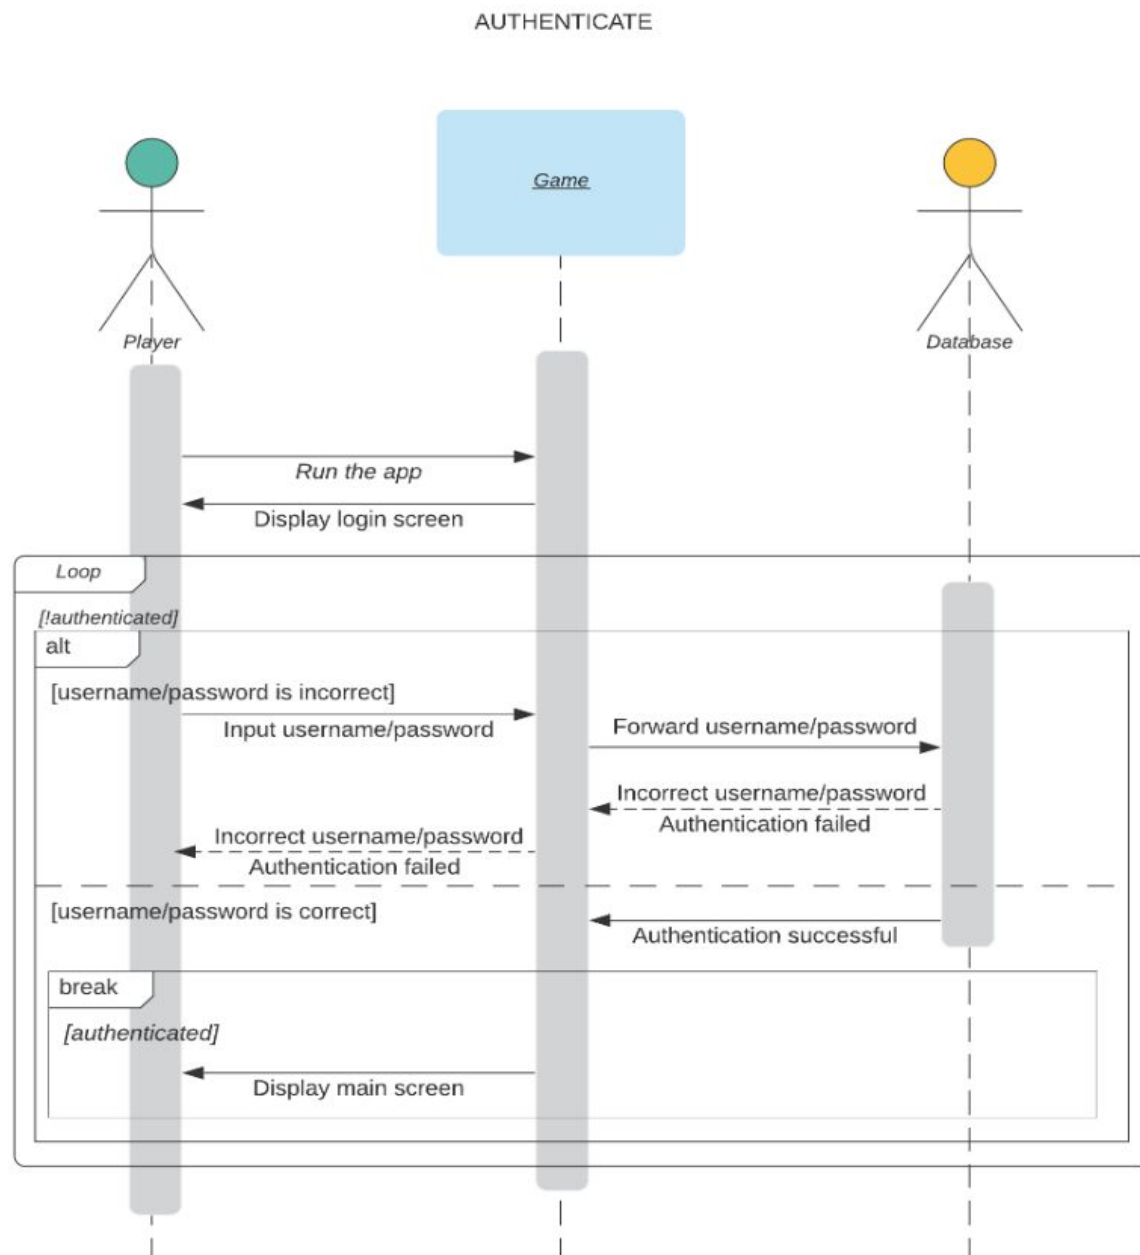 AUTHENTICATE
Game
Player
Database
Run the app
Display login screen
Loop
[!authenticated]
alt
[username/password is incorrect]
Input username/password
Forward username/password
Incorrect username/password
Authentication failed
Incorrect username/password
Authentication failed
[username/password is correct]
Authentication successful
break
[authenticated]
Display main screen